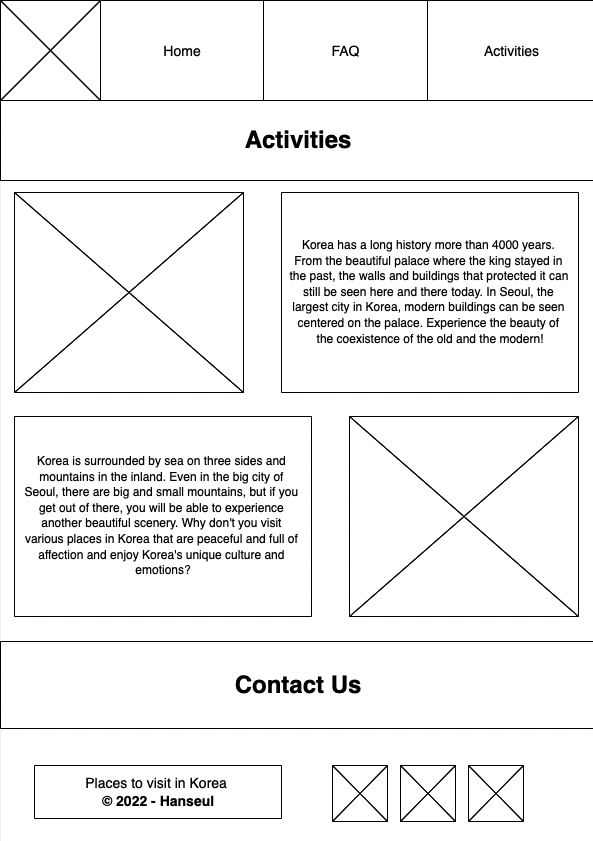 Home
FAQ
Activities
Activities
Korea has a long history more than 4000 years.
From the beautiful palace where the king stayed in
the past, the walls and buildings that protected it can
still be seen here and there today. In Seoul, the
largest city in Korea, modern buildings can be seen
centered on the palace. Experience the beauty of
the coexistence of the old and the modern!
Korea is surrounded by sea on three sides and
mountains in the inland. Even in the big city of
Seoul, there are big and small mountains, but if you
get out of there, you will be able to experience
another beautiful scenery. Why don't you visit
various places in Korea that are peaceful and full of
affection and enjoy Korea's unique culture and
emotions?
Contact Us
Places to visit in Korea
© 2022 - Hanseul